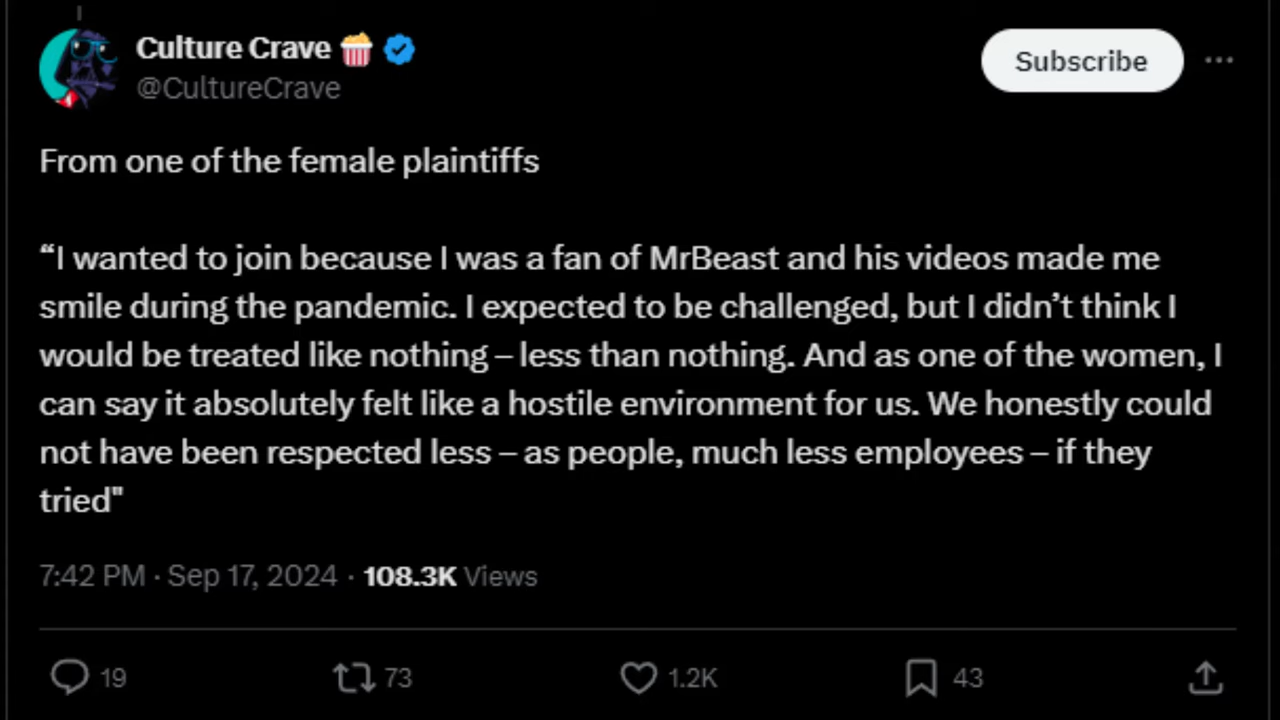 Culture Crave 🍿
@CultureCrave
Subscribe
From one of the female plaintiffs
“I wanted to join because I was a fan of MrBeast and his videos made me
smile during the pandemic. I expected to be challenged, but I didn’t think I
would be treated like nothing – less than nothing. And as one of the women, I
can say it absolutely felt like a hostile environment for us. We honestly could
not have been respected less – as people, much less employees – if they
tried"
7:42 PM · Sep 17, 2024 · 108.3K Views
19 73 1.2K 43